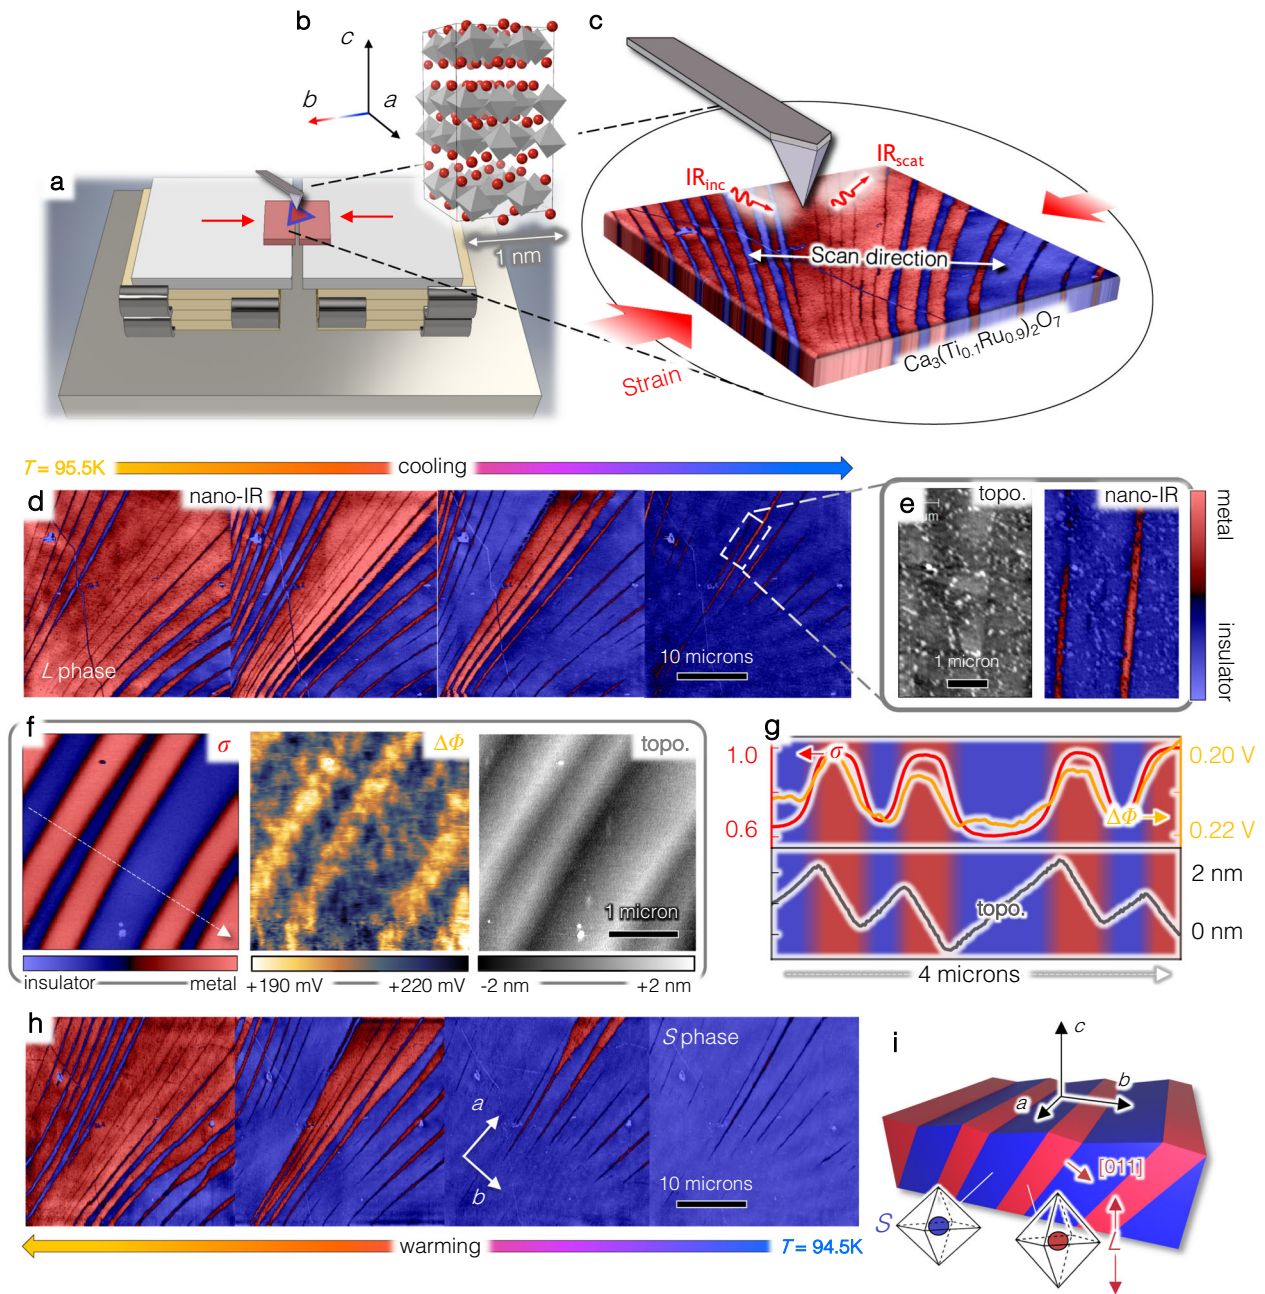 a
b
c
b
a
1 nm
c
IRinc
IRscat
Scan direction
Strain
Ca3(Ti0.1Ru0.9)2O7
T = 95.5K
cooling
d
nano-IR
L phase
10 microns
e
topo.
nano-IR
1 micron
metal
insulator
f
σ
ΔΦ
topo.
1 micron
insulator
metal
+190 mV
+220 mV
-2 nm
+2 nm
g
1.0
0.6
σ
ΔΦ
0.20 V
0.22 V
topo.
2 nm
0 nm
4 microns
h
a
b
S phase
10 microns
warming
T = 94.5K
i
c
b
a
[011]
S
L